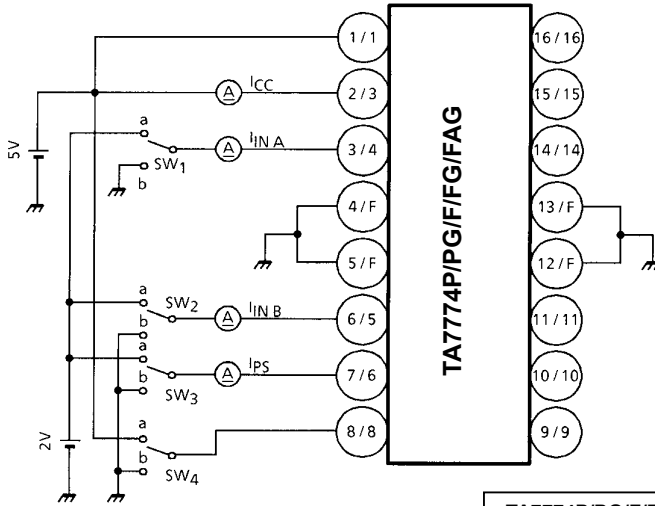 1/1
16/16
A
ICC
2/3
15/15
5V
a
SW1
b
A
IIN A
3/4
14/14
4/F
13/F
5/F
12/F
TA7774P/PG/F/FG/FAG
a
SW2
b
A
IIN B
6/5
11/11
a
b
SW3
A
IPS
7/6
10/10
2V
a
b
SW4
8/8
9/9